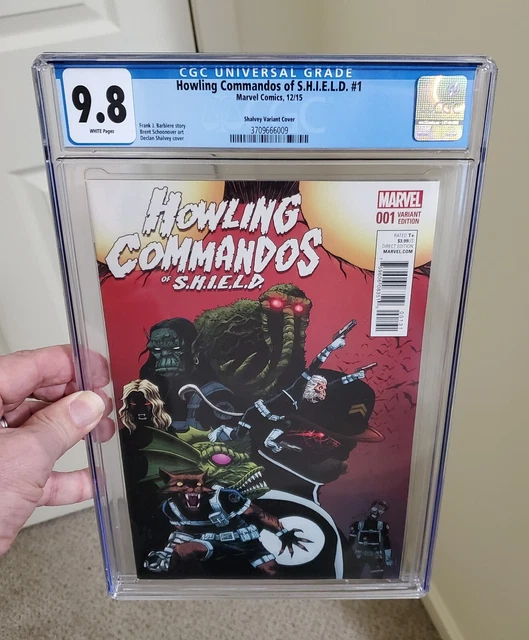 CGC UNIVERSAL GRADE
9.8
WHITE Pages
Howling Commandos of S.H.I.E.L.D. #1
Marvel Comics, 12/15
Shalvey Variant Cover
Frank J. Barbiere story
Brent Schoonover art
Declan Shalvey cover
3709666009
CGC
HOWLING
COMMANDOS
OF S.H.I.E.L.D.
MARVEL
001 VARIANT EDITION
RATED T+
$3.99US
DIRECT EDITION
MARVEL.COM